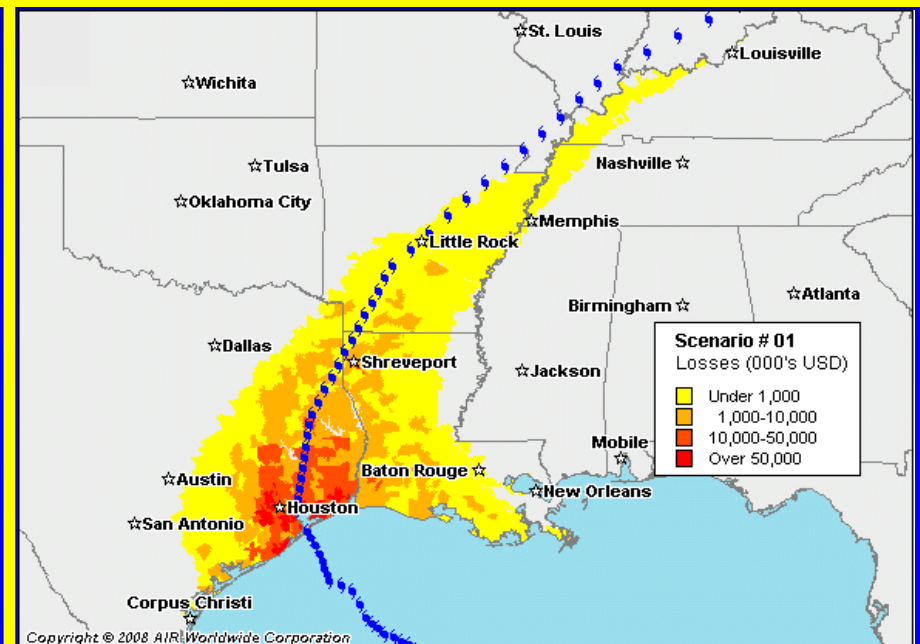 St. Louis
Louisville
Wichita
Tulsa
Nashville
Oklahoma City
Memphis
Little Rock
Birmingham
Atlanta
Dallas
Shreveport
Jackson
Scenario # 01
Losses (000's USD)
Under 1,000
1,000-10,000
10,000-50,000
Over 50,000
Mobile
Baton Rouge
Austin
New Orleans
Houston
San Antonio
Corpus Christi
Copyright © 2008 AIR Worldwide Corporation